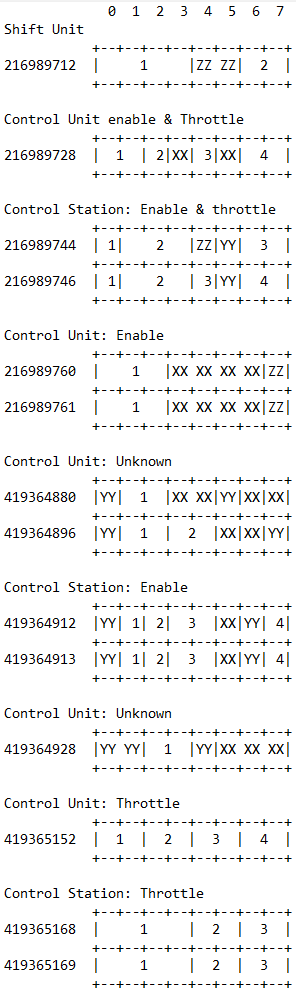 0  1  2  3  4  5  6  7
Shift Unit
           +--+--+--+--+--+--+--+--+
216989712  |     1     |ZZ ZZ|  2  |
           +--+--+--+--+--+--+--+--+
Control Unit enable & Throttle
           +--+--+--+--+--+--+--+--+
216989728  |  1  | 2|XX| 3|XX|  4  |
           +--+--+--+--+--+--+--+--+
Control Station: Enable & throttle
           +--+--+--+--+--+--+--+--+
216989744  | 1|    2   |ZZ|YY|  3  |
           +--+--+--+--+--+--+--+--+
216989746  | 1|    2   | 3|YY|  4  |
           +--+--+--+--+--+--+--+--+
Control Unit: Enable
           +--+--+--+--+--+--+--+--+
216989760  |    1   |XX XX XX XX|ZZ|
           +--+--+--+--+--+--+--+--+
216989761  |    1   |XX XX XX XX|ZZ|
           +--+--+--+--+--+--+--+--+
Control Unit: Unknown
           +--+--+--+--+--+--+--+--+
419364880  |YY|  1  |XX XX|YY|XX|XX|
           +--+--+--+--+--+--+--+--+
419364896  |YY|  1  |  2  |XX|XX|YY|
           +--+--+--+--+--+--+--+--+
Control Station: Enable
           +--+--+--+--+--+--+--+--+
419364912  |YY| 1| 2|  3  |XX|YY| 4|
           +--+--+--+--+--+--+--+--+
419364913  |YY| 1| 2|  3  |XX|YY| 4|
           +--+--+--+--+--+--+--+--+
Control Unit: Unknown
           +--+--+--+--+--+--+--+--+
419364928  |YY YY|  1  |YY|XX XX XX|
           +--+--+--+--+--+--+--+--+
Control Unit: Throttle
           +--+--+--+--+--+--+--+--+
419365152  |  1  |  2  |  3  |  4  |
           +--+--+--+--+--+--+--+--+
Control Station: Throttle
           +--+--+--+--+--+--+--+--+
419365168  |     1     |  2  |  3  |
           +--+--+--+--+--+--+--+--+
419365169  |     1     |  2  |  3  |
           +--+--+--+--+--+--+--+--+